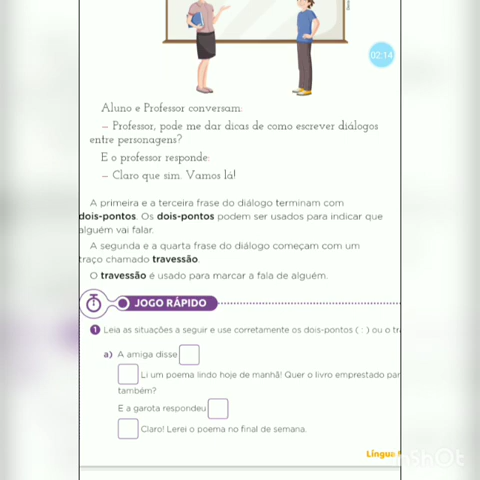 02:14
Aluno e Professor conversam:
— Professor, pode me dar dicas de como escrever diálogos
entre personagens?
E o professor responde:
— Claro que sim. Vamos lá!
A primeira e a terceira frase do diálogo terminam com
dois-pontos. Os dois-pontos podem ser usados para indicar que
alguém vai falar.
A segunda e a quarta frase do diálogo começam com um
traço chamado travessão.
O travessão é usado para marcar a fala de alguém.
JOGO RÁPIDO
1 Leia as situações a seguir e use corretamente os dois-pontos ( : ) ou o
a) A amiga disse
Li um poema lindo hoje de manhã! Quer o livro emprestado
também?
E a garota respondeu
Claro! Lerei o poema no final de semana.
Língua